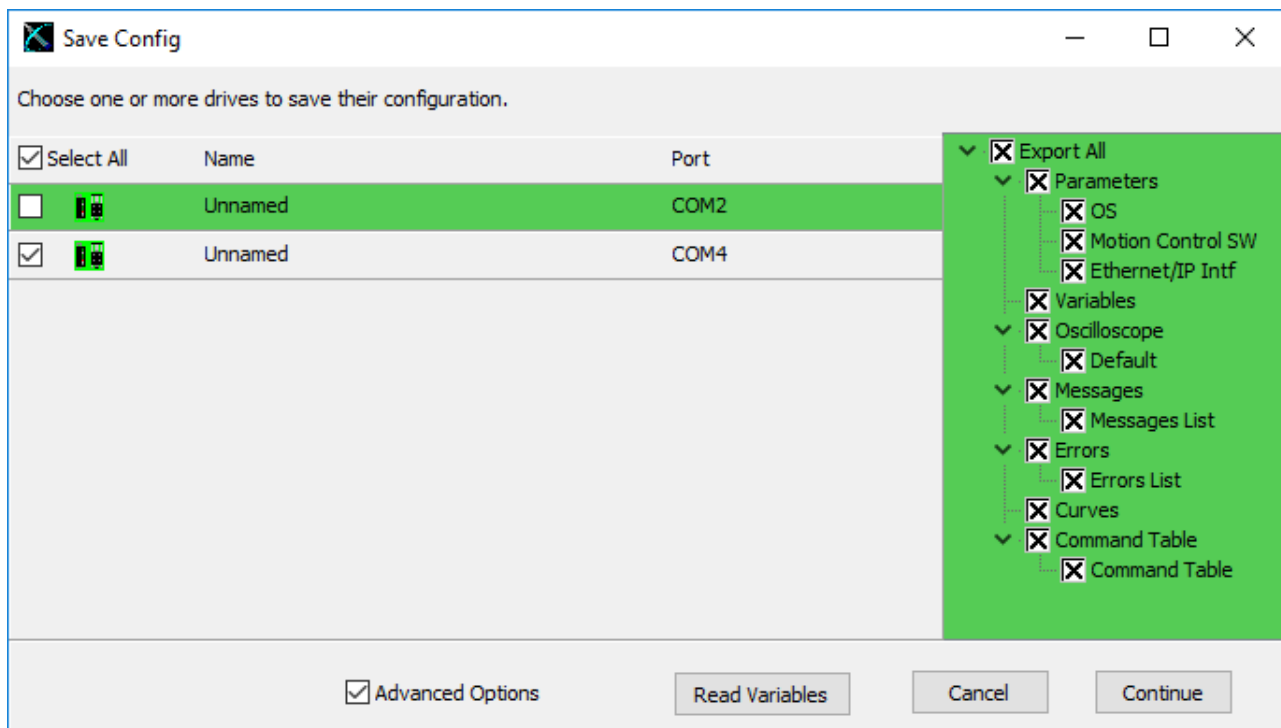 Save Config
Choose one or more drives to save their configuration.
Select All Name Port
Unnamed COM2
Unnamed COM4
Export All
Parameters
OS
Motion Control SW
Ethernet/IP Intf
Variables
Oscilloscope
Default
Messages
Messages List
Errors
Errors List
Curves
Command Table
Command Table
Advanced Options Read Variables Cancel Continue